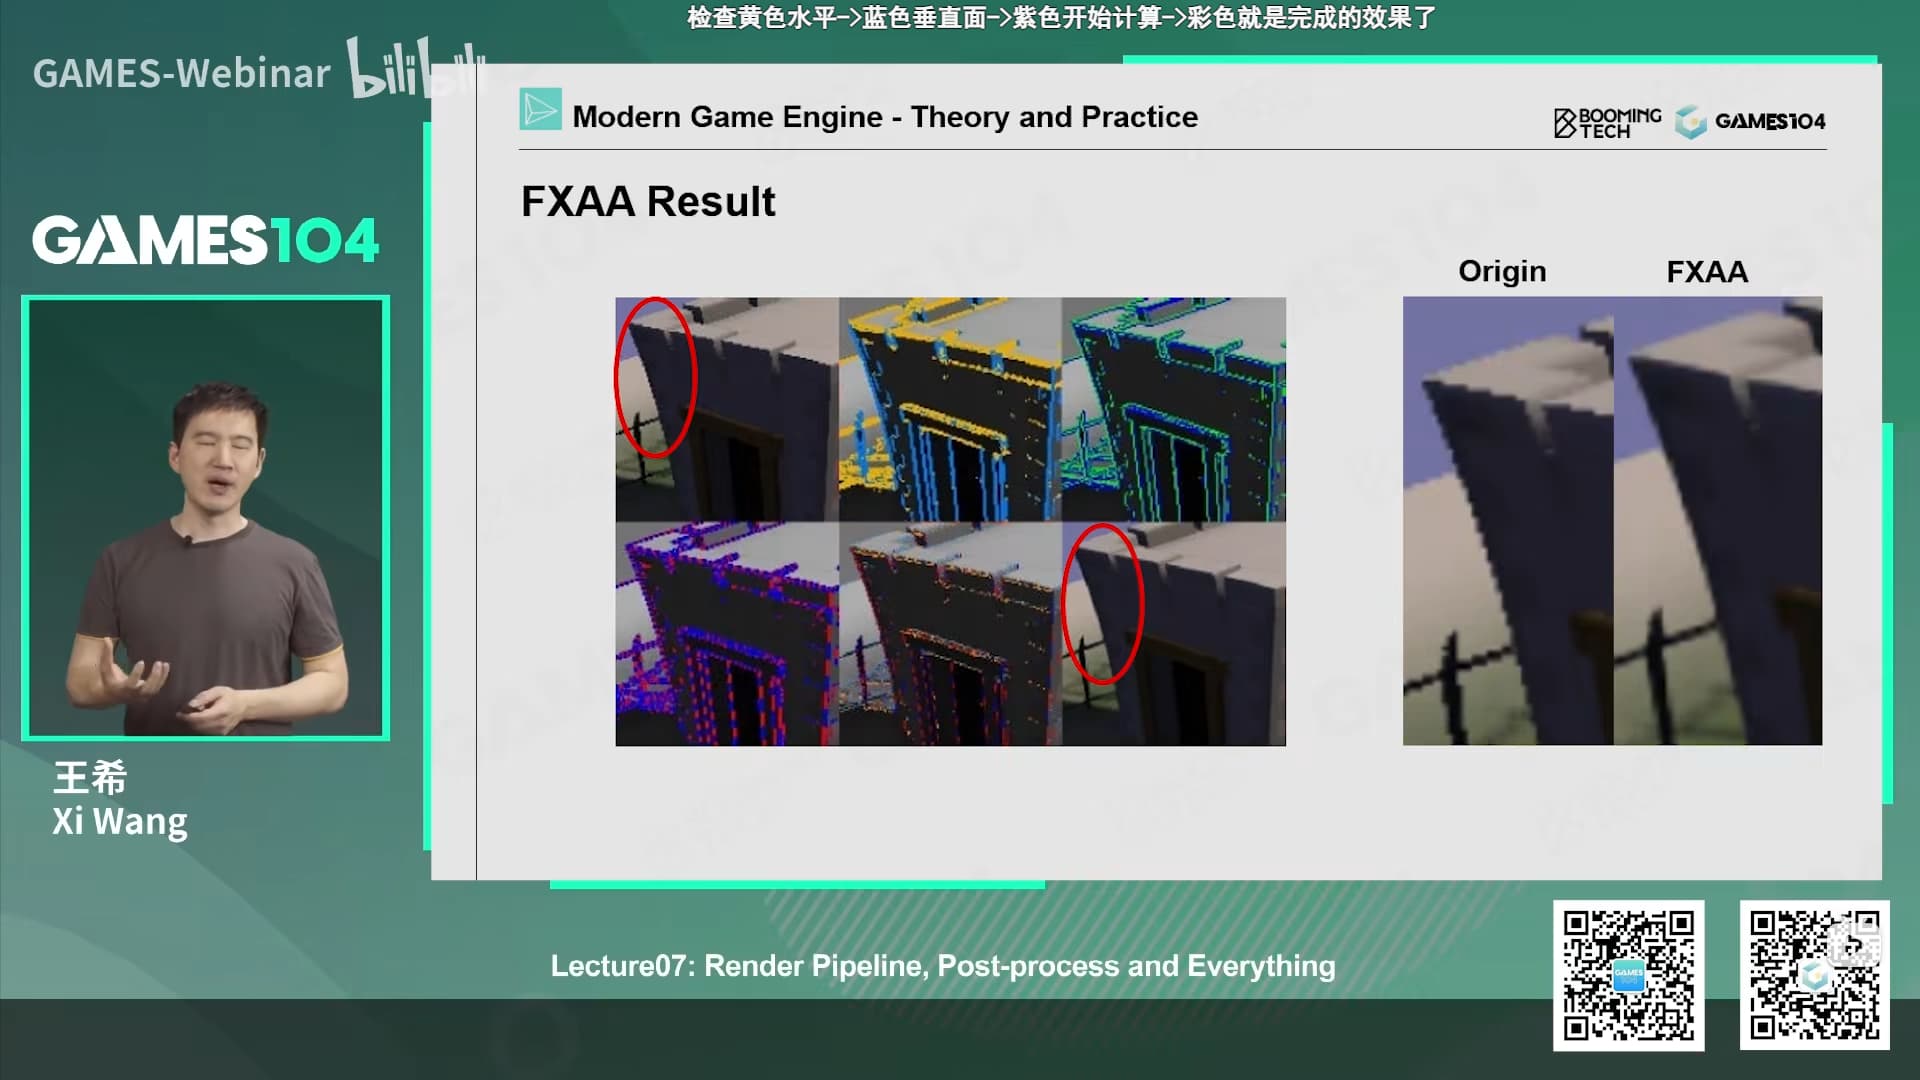 检查黄色水平->蓝色垂直面->紫色开始计算->彩色就是完成的效果了
GAMES-Webinar bilibili
Modern Game Engine - Theory and Practice
BOOMING TECH
GAMES104
FXAA Result
GAMES104
Origin FXAA
王希
Xi Wang
Lecture07: Render Pipeline, Post-process and Everything
GAMES